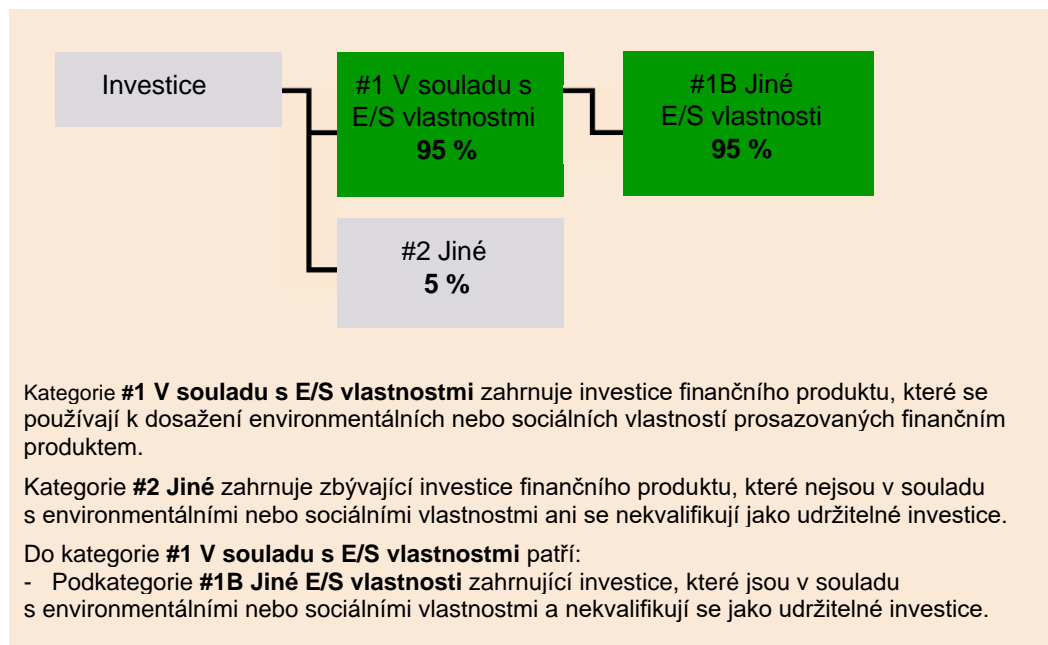 Investice
#1 V souladu s
E/S vlastnostmi
95 %
#1B Jiné
E/S vlastnosti
95 %
#2 Jiné
5 %
Kategorie #1 V souladu s E/S vlastnostmi zahrnuje investice finančního produktu, které se
používají k dosažení environmentálních nebo sociálních vlastností prosazovaných finančním
produktem.
Kategorie #2 Jiné zahrnuje zbývající investice finančního produktu, které nejsou v souladu
s environmentálními nebo sociálními vlastnostmi ani se nekvalifikují jako udržitelné investice.
Do kategorie #1 V souladu s E/S vlastnostmi patří:
- Podkategorie #1B Jiné E/S vlastnosti zahrnující investice, které jsou v souladu
s environmentálními nebo sociálními vlastnostmi a nekvalifikují se jako udržitelné investice.